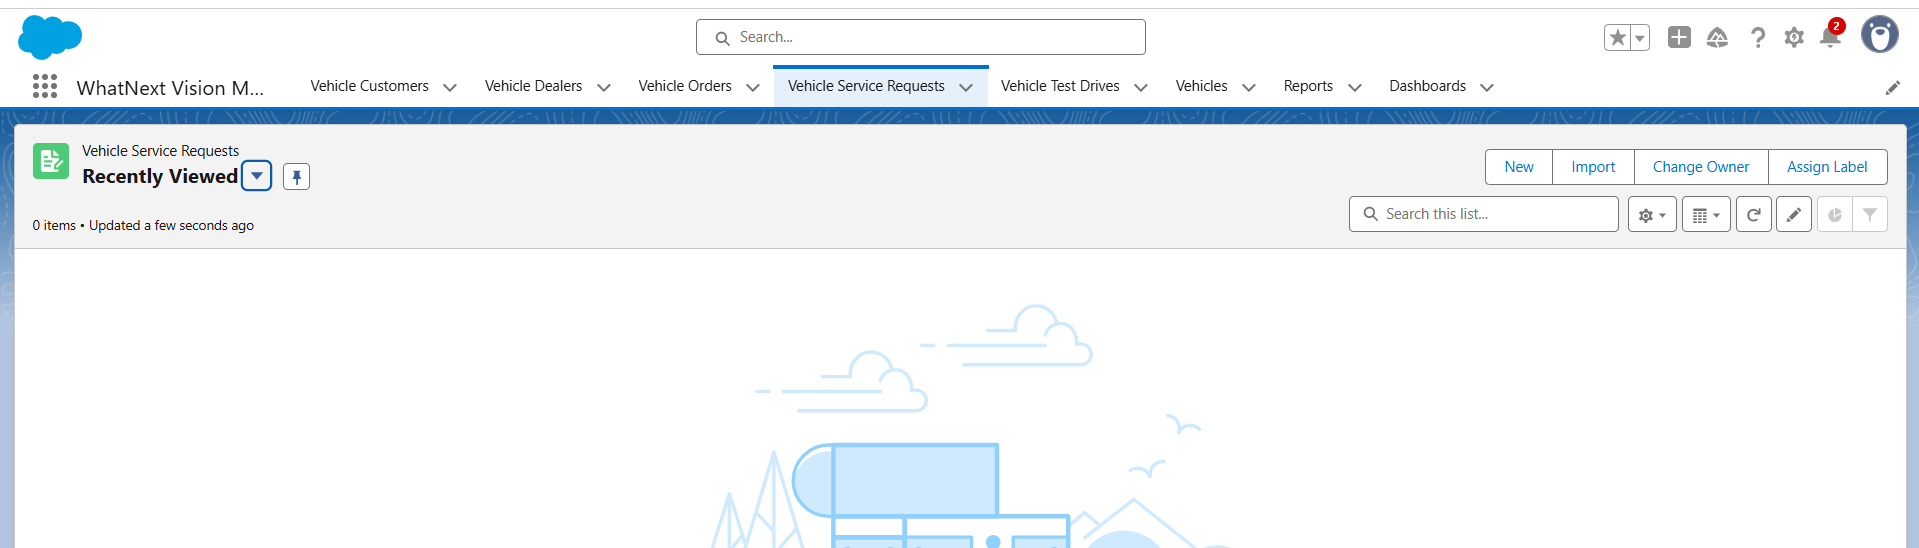 Search...
2
WhatNext Vision M...
Vehicle Customers
Vehicle Dealers
Vehicle Orders
Vehicle Service Requests
Vehicle Test Drives
Vehicles
Reports
Dashboards
Vehicle Service Requests
Recently Viewed
New
Import
Change Owner
Assign Label
0 items • Updated a few seconds ago
Search this list...